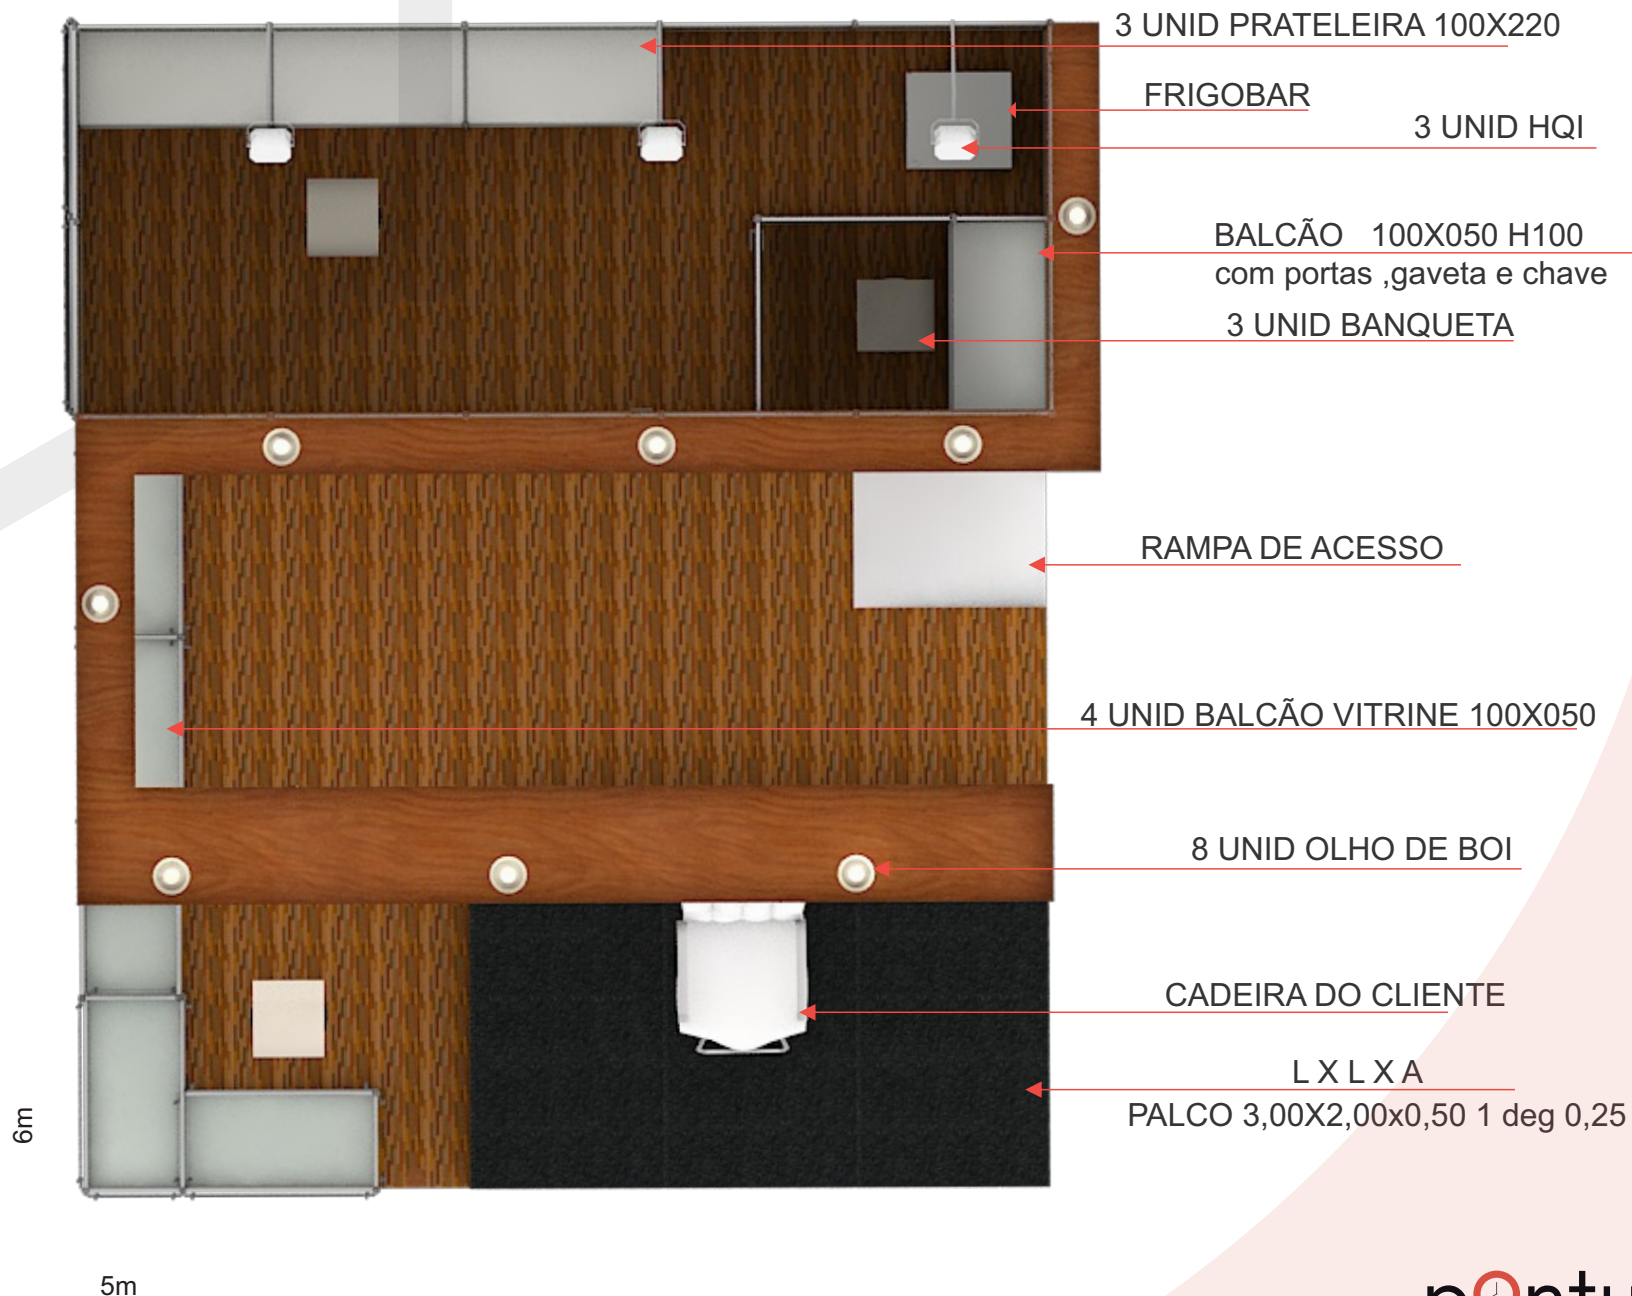 3 UNID PRATELEIRA 100X220
FRIGOBAR
3 UNID HQI
BALCÃO 100X050 H100
com portas ,gaveta e chave
3 UNID BANQUETA
RAMPA DE ACESSO
4 UNID BALCÃO VITRINE 100X050
8 UNID OLHO DE BOI
CADEIRA DO CLIENTE
L X L X A
PALCO 3,00X2,00x0,50 1 deg 0,25
6m
5m